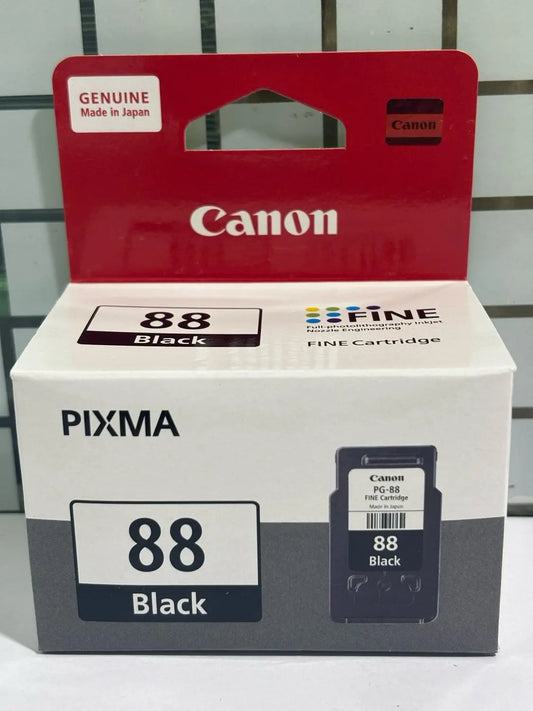 GENUINE
Made in Japan
Canon
Canon
88
Black
FINE
Full-photolithography Inkjet
Nozzle Engineering
FINE Cartridge
PIXMA
88
Black
Canon
PG-88
FINE Cartridge
Made in Japan
88
Black